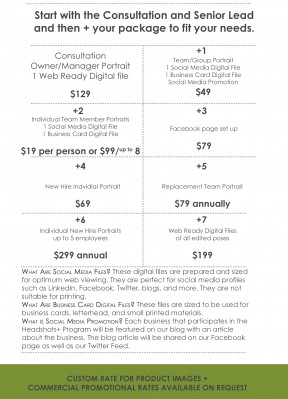 Start with the Consultation and Senior Lead
and then + your package to fit your needs.
Consultation
Owner/Manager Portrait
1 Web Ready Digital file
$129
+1
Team/Group Portrait
1 Social Media Digital File
1 Business Card Digital File
Social Media Promotion
$49
+2
Individual Team Member Portraits
1 Social Media Digital File
1 Business Card Digital File
$19 per person or $99/up to 8
+3
Facebook page set up
$79
+4
New Hire Indvidial Portrait
$69
+5
Replacement Team Portrait
$79 annually
+6
Individual New Hire Portraits
up to 5 employees
$299 annual
+7
Web Ready Digital Files
of all edited poses
$199
What Are Social Media Files? These digital files are prepared and sized
for optimum web viewing. They are perfect for social media profiles
such as LinkedIn, Facebook, Twitter, blogs, and more. They are not
suitable for printing.
What Are Business Card Digital Files? These files are sized to be used for
business cards, letterhead, and small printed materials.
What is Social Media Promotion? Each business that participates in the
Headshots+ Program will be featured on our blog with an article
about the business. The blog article will be shared on our Facebook
page as well as our Twitter Feed.
CUSTOM RATE FOR PRODUCT IMAGES +
COMMERCIAL PROMOTIONAL RATES AVAILABLE ON REQUEST